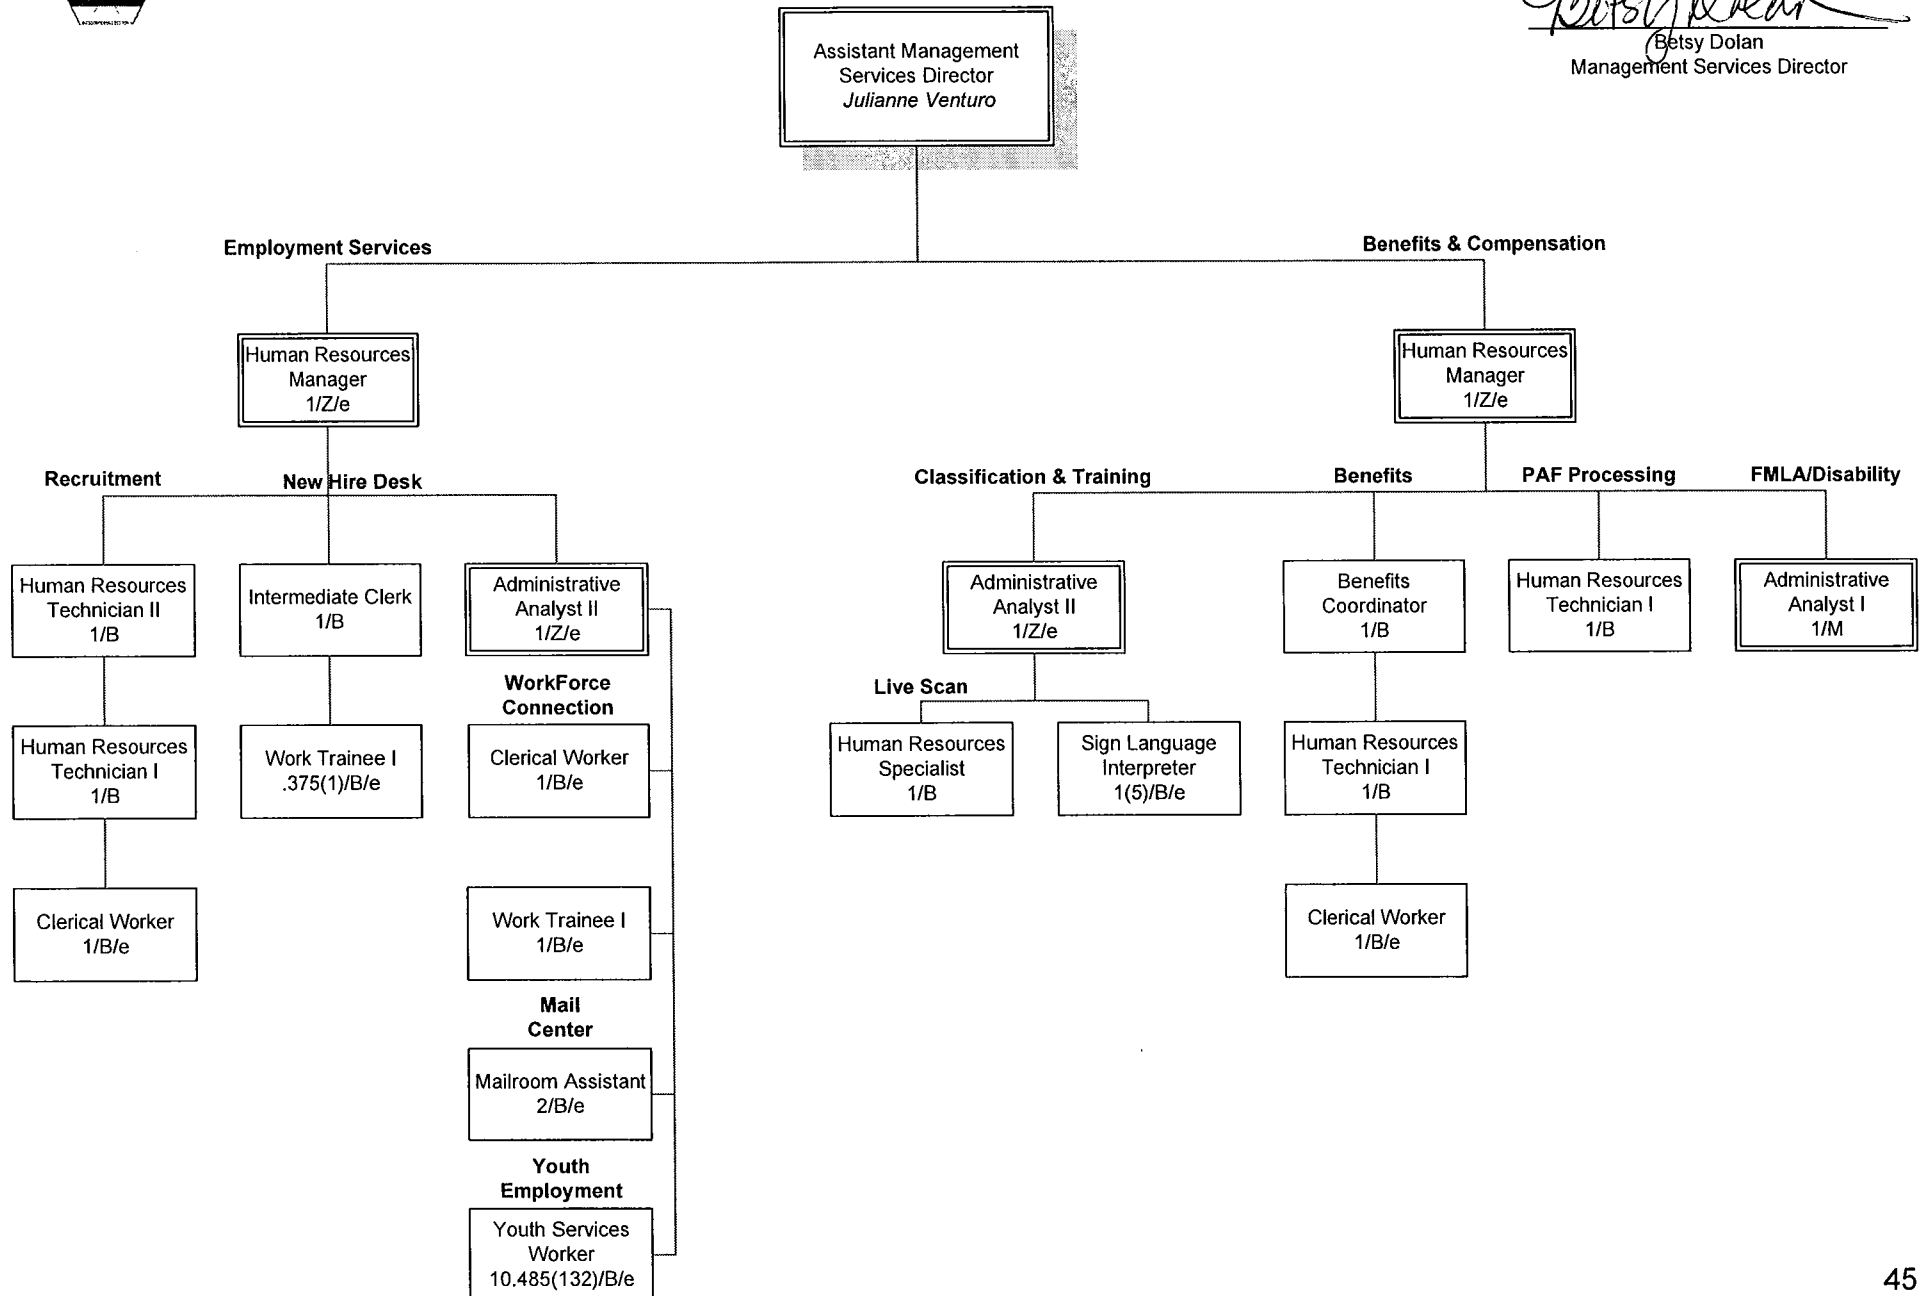 Betsy Dolan
Betsy Dolan
Management Services Director
Assistant Management
Services Director
Julianne Venturo
Employment Services
Benefits & Compensation
Human Resources
Manager
1/Z/e
Human Resources
Manager
1/Z/e
Recruitment
New Hire Desk
Classification & Training
Benefits
PAF Processing
FMLA/Disability
Human Resources
Technician II
1/B
Intermediate Clerk
1/B
Administrative
Analyst II
1/Z/e
Administrative
Analyst II
1/Z/e
Benefits
Coordinator
1/B
Human Resources
Technician I
1/B
Administrative
Analyst I
1/M
WorkForce
Connection
Live Scan
Human Resources
Technician I
1/B
Work Trainee I
.375(1)/B/e
Clerical Worker
1/B/e
Human Resources
Specialist
1/B
Sign Language
Interpreter
1(5)/B/e
Human Resources
Technician I
1/B
Clerical Worker
1/B/e
Work Trainee I
1/B/e
Clerical Worker
1/B/e
Mail
Center
Mailroom Assistant
2/B/e
Youth
Employment
Youth Services
Worker
10.485(132)/B/e
45